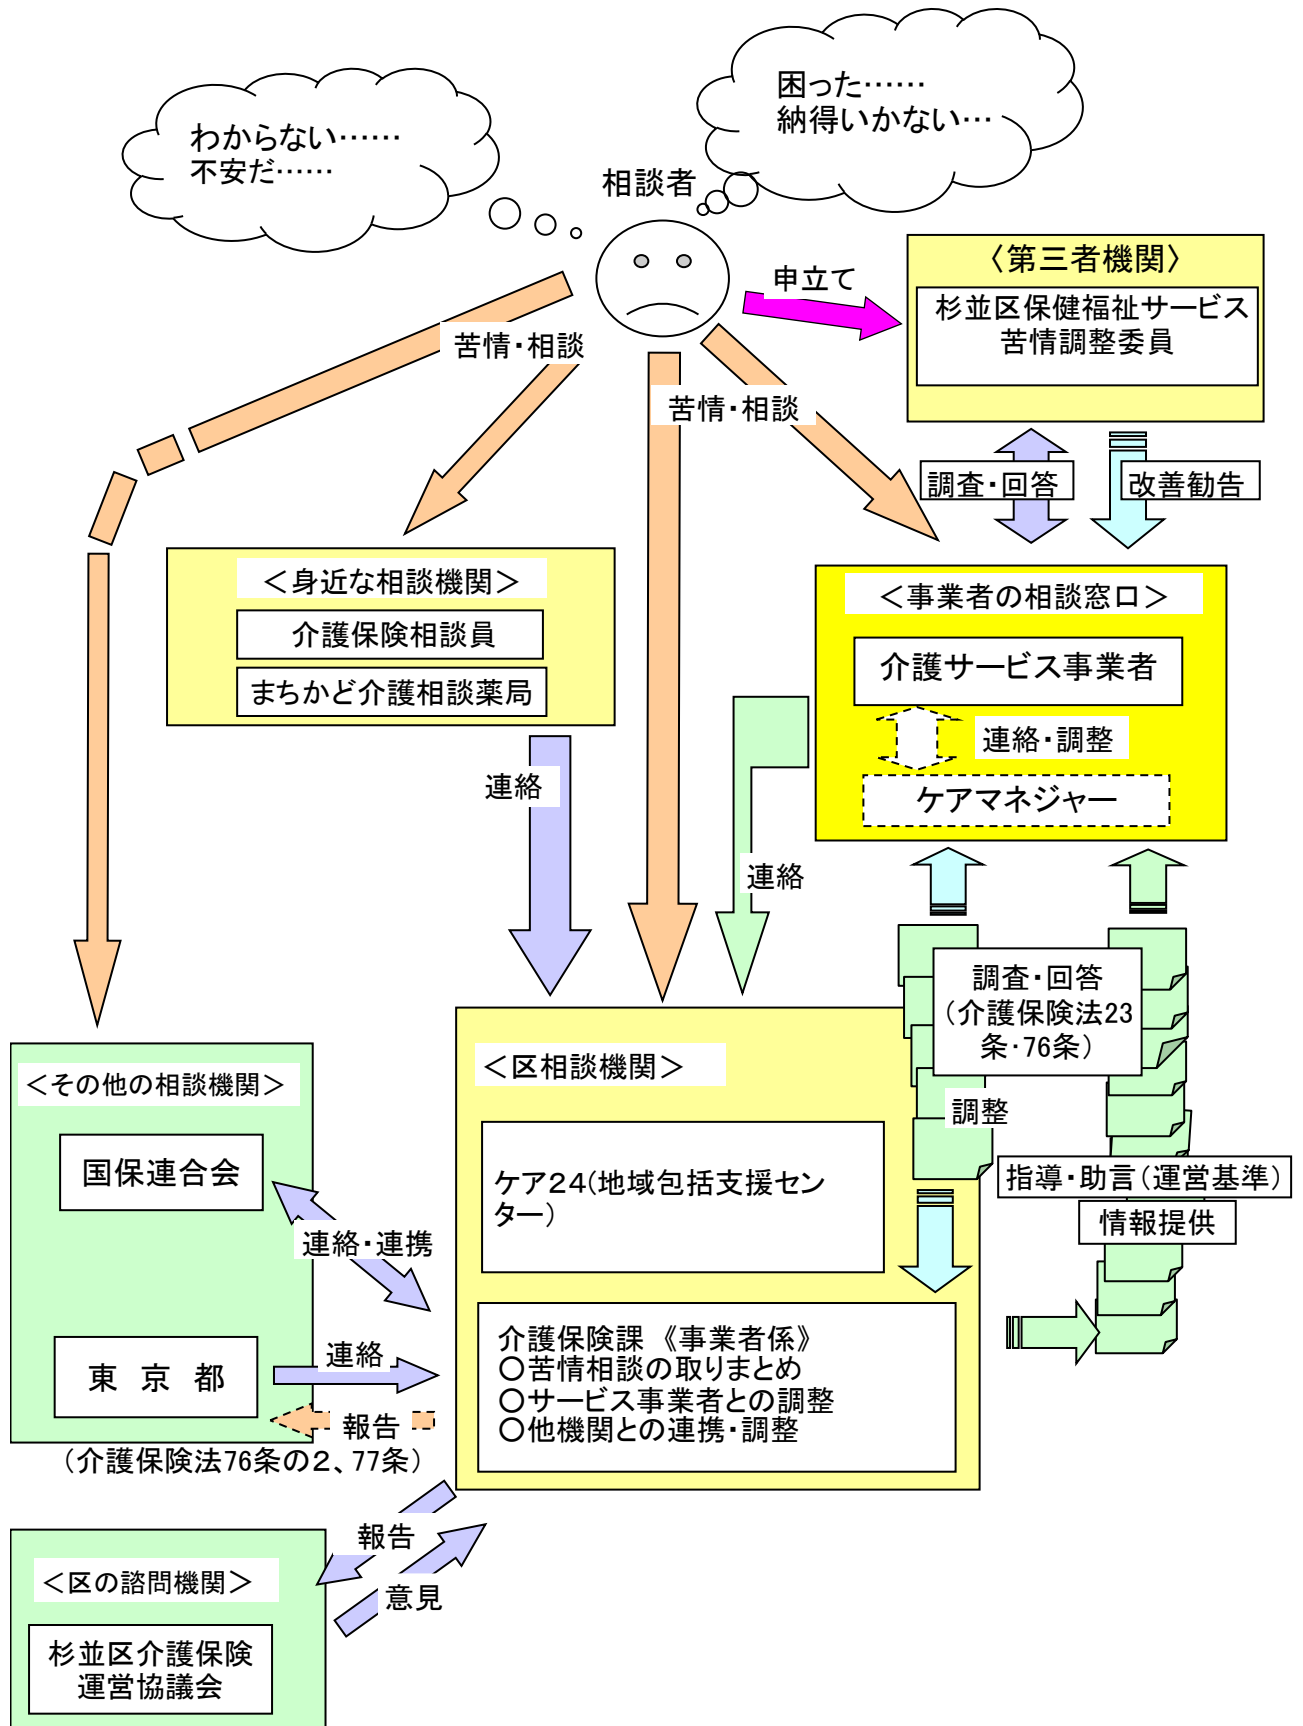 困った……
納得いかない…
わからない……
不安だ……
相談者
申立て
〈第三者機関〉
杉並区保健福祉サービス
苦情調整委員
苦情・相談
苦情・相談
調査・回答
改善勧告
＜身近な相談機関＞
介護保険相談員
まちかど介護相談薬局
＜事業者の相談窓口＞
介護サービス事業者
連絡・調整
ケアマネジャー
連絡
連絡
調査・回答
（介護保険法23
条・76条）
調整
指導・助言（運営基準）
情報提供
＜その他の相談機関＞
国保連合会
連絡・連携
東 京 都
連絡
報告
（介護保険法76条の２、77条）
＜区相談機関＞
ケア２４(地域包括支援セン
ター）
介護保険課 《事業者係》
○苦情相談の取りまとめ
○サービス事業者との調整
○他機関との連携・調整
報告
意見
＜区の諮問機関＞
杉並区介護保険
運営協議会